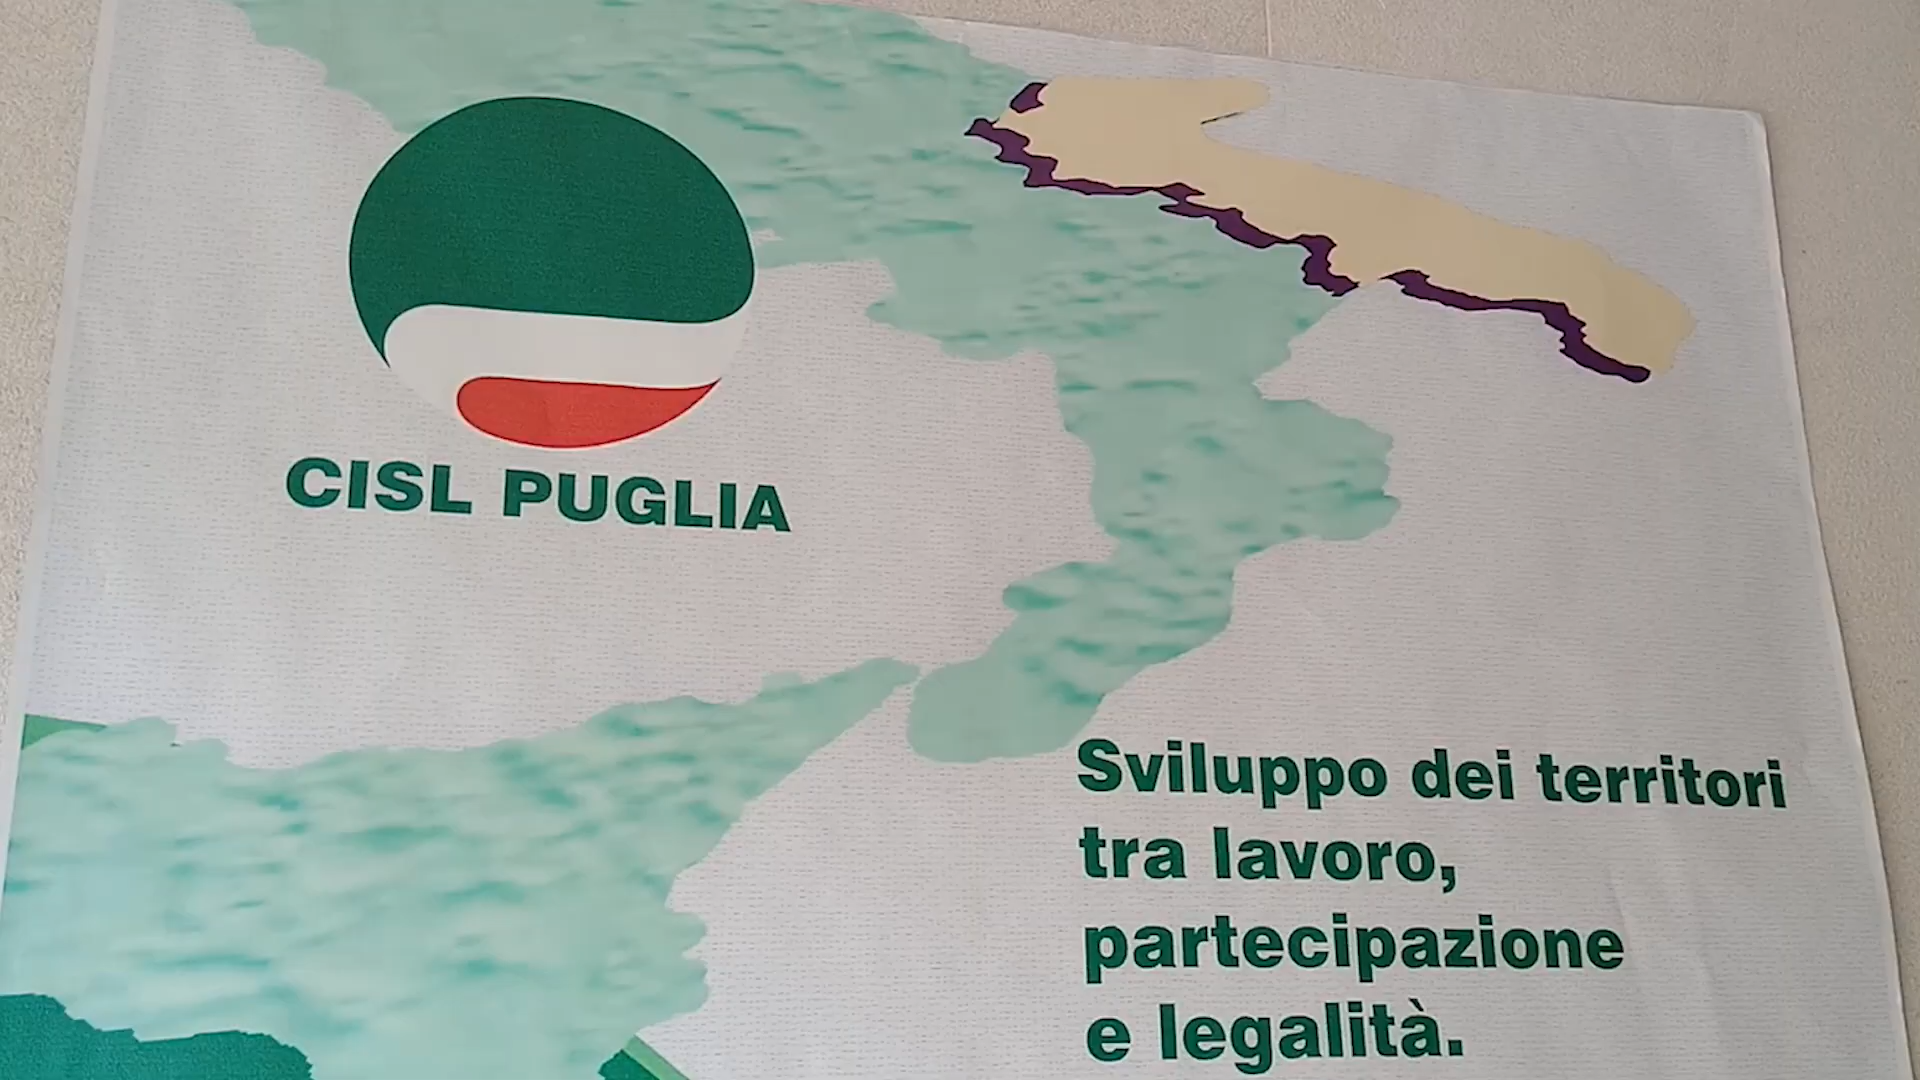 CISL PUGLIA
Sviluppo dei territori
tra lavoro,
partecipazione
e legalità.